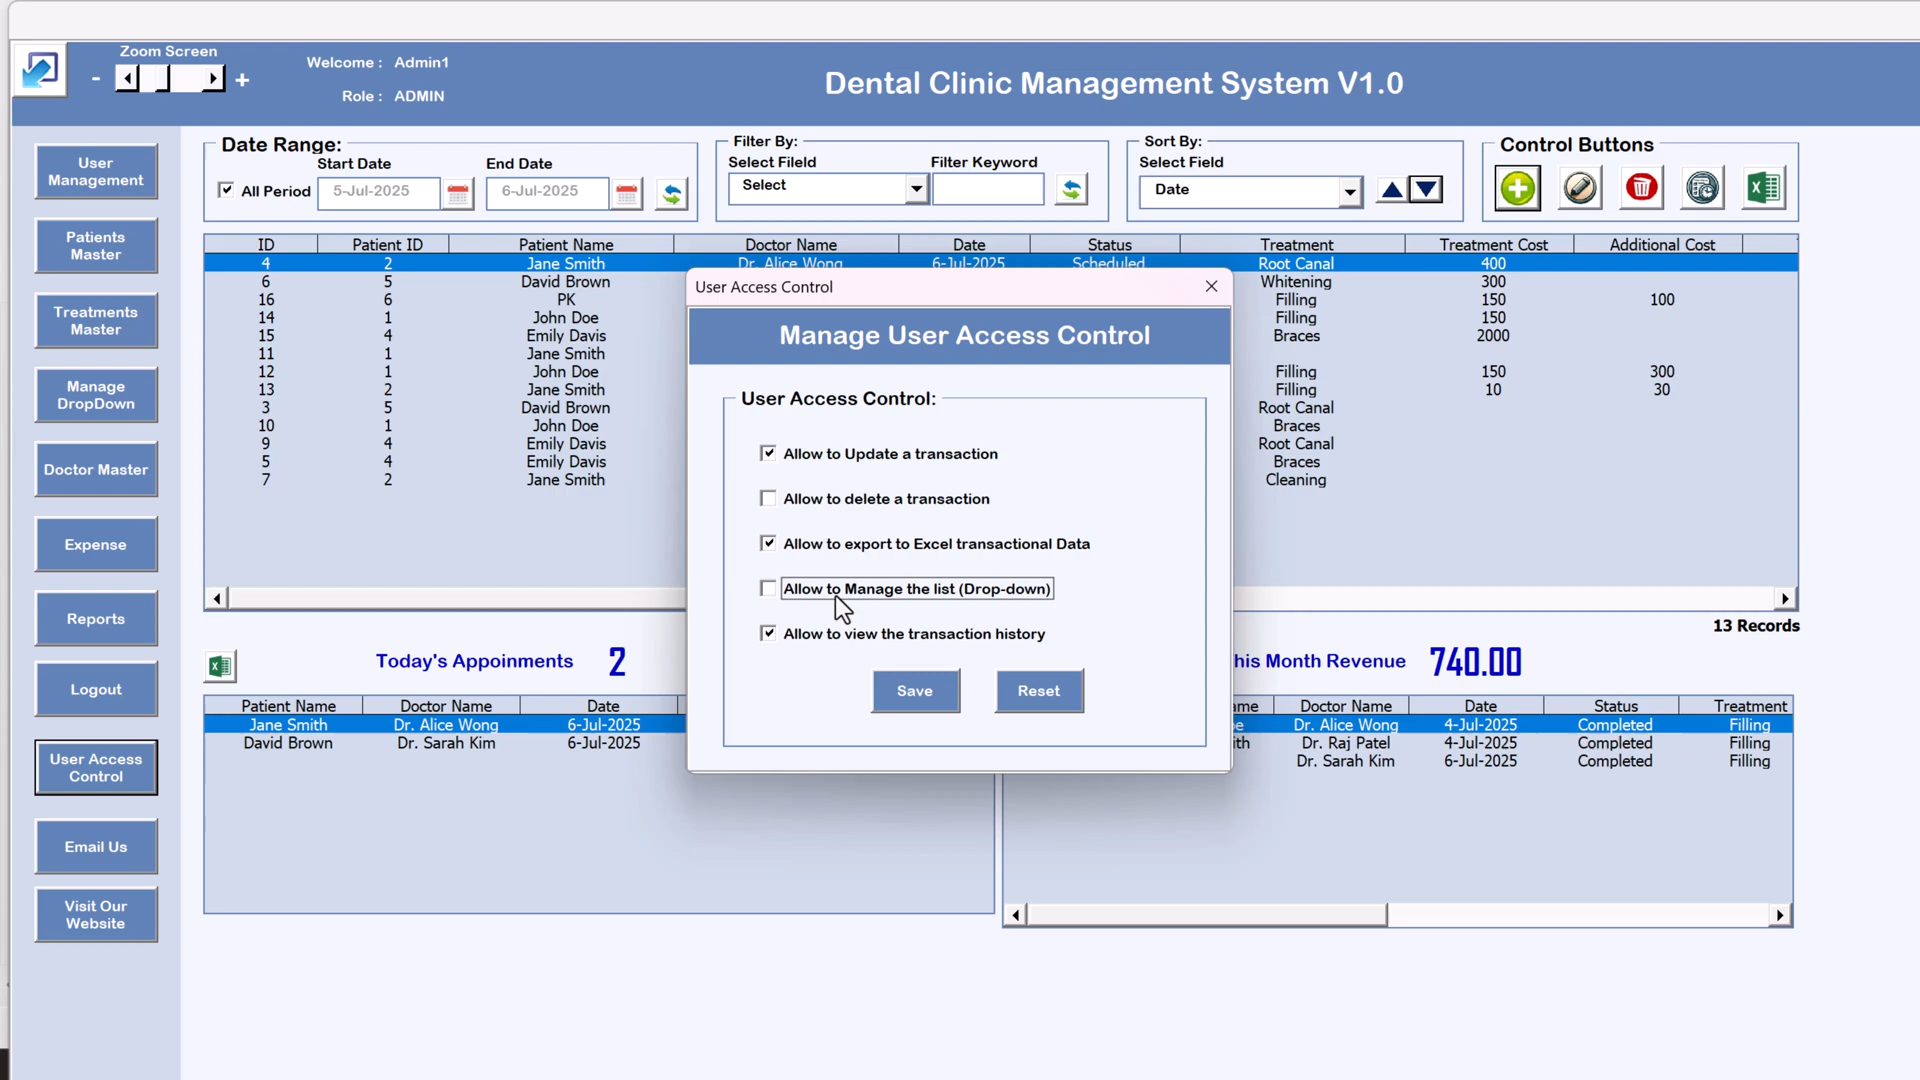 Zoom Screen
- +
Welcome : Admin1
Role : ADMIN
Dental Clinic Management System V1.0
User Management
Patients Master
Treatments Master
Manage DropDown
Doctor Master
Expense
Reports
Logout
User Access Control
Email Us
Visit Our Website
Date Range:
Start Date
End Date
All Period
5-Jul-2025
6-Jul-2025
Filter By:
Select Fileld
Filter Keyword
Select
Sort By:
Select Field
Date
Control Buttons
ID Patient ID Patient Name Doctor Name Date Status Treatment Treatment Cost Additional Cost
4 2 Jane Smith Dr. Alice Wong 6-Jul-2025 Scheduled Root Canal 400
6 5 David Brown Whitening 300
16 6 PK Filling 150 100
14 1 John Doe Filling 150
15 4 Emily Davis Braces 2000
11 1 Jane Smith
12 1 John Doe Filling 150 300
13 2 Jane Smith Filling 10 30
3 5 David Brown Root Canal
10 1 John Doe Braces
9 4 Emily Davis Root Canal
5 4 Emily Davis Braces
7 2 Jane Smith Cleaning
13 Records
User Access Control
Manage User Access Control
User Access Control:
Allow to Update a transaction
Allow to delete a transaction
Allow to export to Excel transactional Data
Allow to Manage the list (Drop-down)
Allow to view the transaction history
Save Reset
Today's Appoinments 2
his Month Revenue 740.00
Patient Name Doctor Name Date
Jane Smith Dr. Alice Wong 6-Jul-2025
David Brown Dr. Sarah Kim 6-Jul-2025
ame Doctor Name Date Status Treatment
e Dr. Alice Wong 4-Jul-2025 Completed Filling
ith Dr. Raj Patel 4-Jul-2025 Completed Filling
Dr. Sarah Kim 6-Jul-2025 Completed Filling